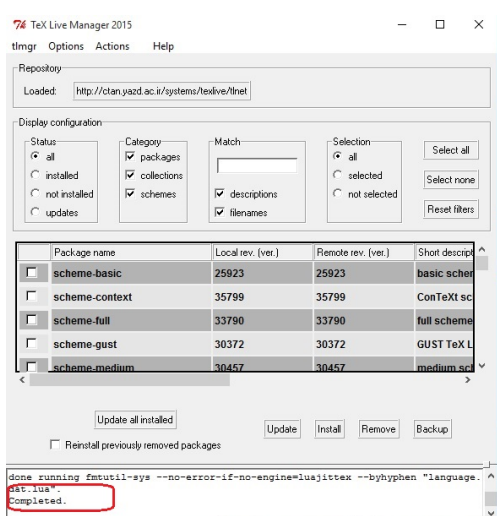 TeX Live Manager 2015
tlmgr Options Actions Help
Repository
Loaded: http://ctan.yazd.ac.ir/systems/texlive/tlnet
Display configuration
Status Category Match Selection
all packages all Select all
installed collections selected Select none
not installed schemes descriptions not selected
updates filenames Reset filters
Package name Local rev. (ver.) Remote rev. (ver.) Short descript
scheme-basic 25923 25923 basic schem
scheme-context 35799 35799 ConTeXt sc
scheme-full 33790 33790 full scheme
scheme-gust 30372 30372 GUST TeX L
scheme-medium 30457 30457 medium sch
Update all installed
Update Install Remove Backup
Reinstall previously removed packages
done running fmtutil-sys --no-error-if-no-engine=luajittex --byhyphen "language.
dat.lua".
Completed.